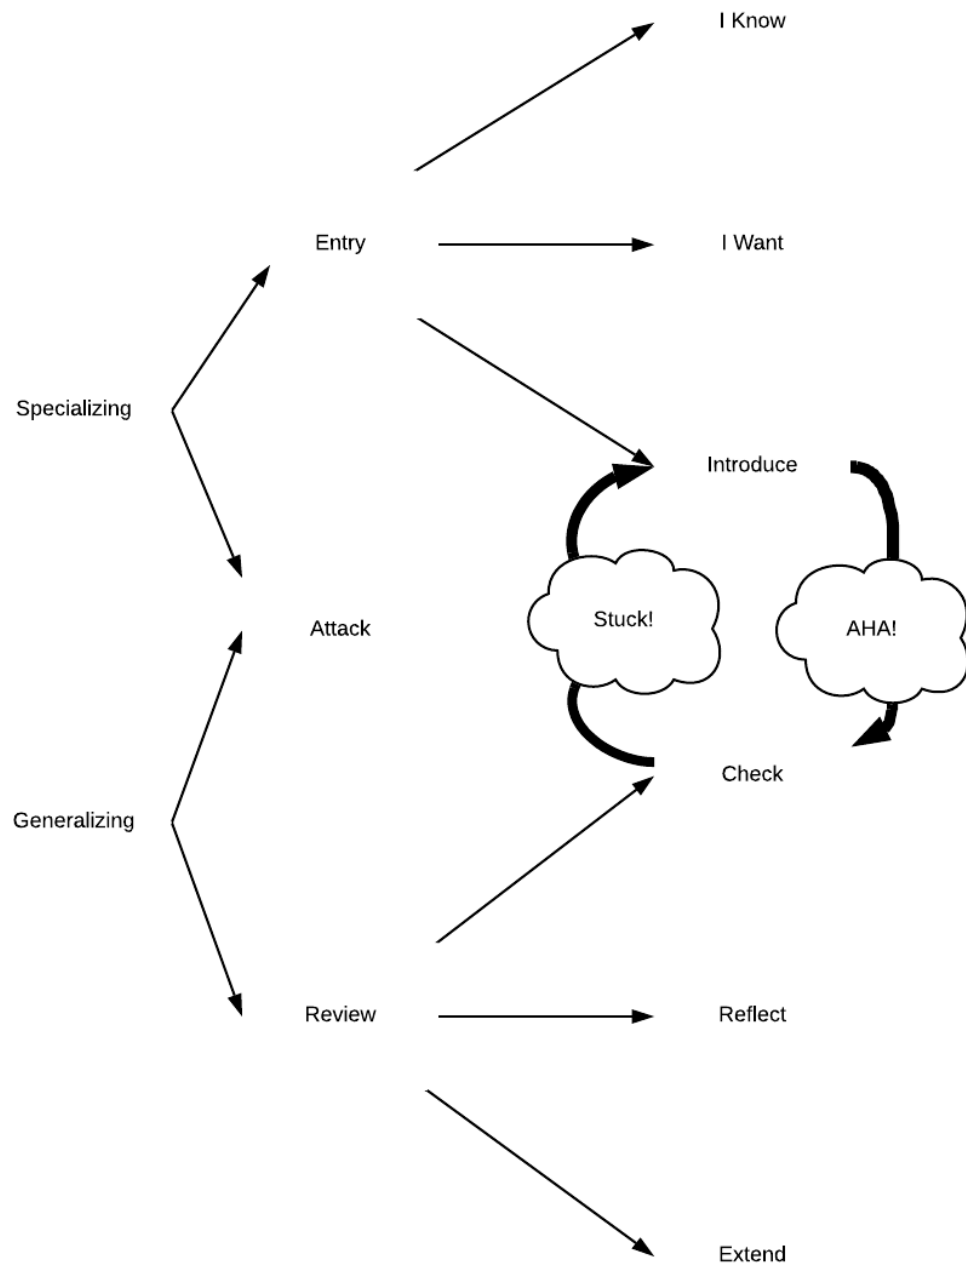 I Know
Entry
I Want
Specializing
Introduce
Stuck!
AHA!
Attack
Check
Generalizing
Review
Reflect
Extend